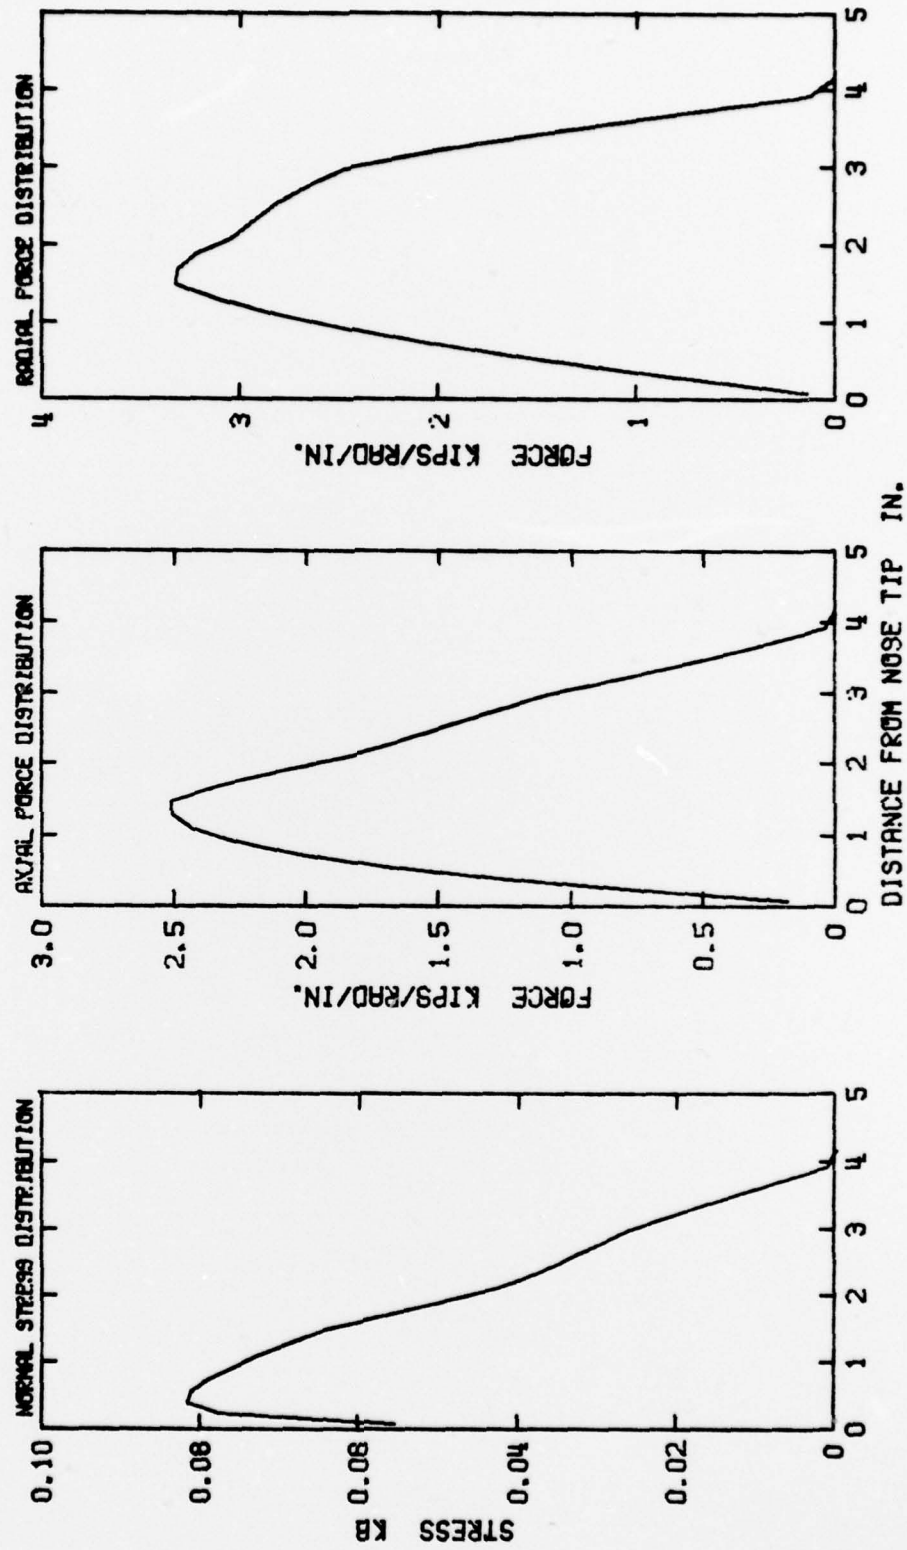 NORMAL STRESS DISTRIBUTION
0.10
0.08
0.08
0.04
0.02
0
STRESS KB
0 1 2 3 4 5
AXIAL FORCE DISTRIBUTION
3.0
2.5
2.0
1.5
1.0
0.5
0
FORCE KIPS/RAD/IN.
0 1 2 3 4 5
RADIAL FORCE DISTRIBUTION
4
3
2
1
0
FORCE KIPS/RAD/IN.
0 1 2 3 4 5
DISTANCE FROM NOSE TIP IN.